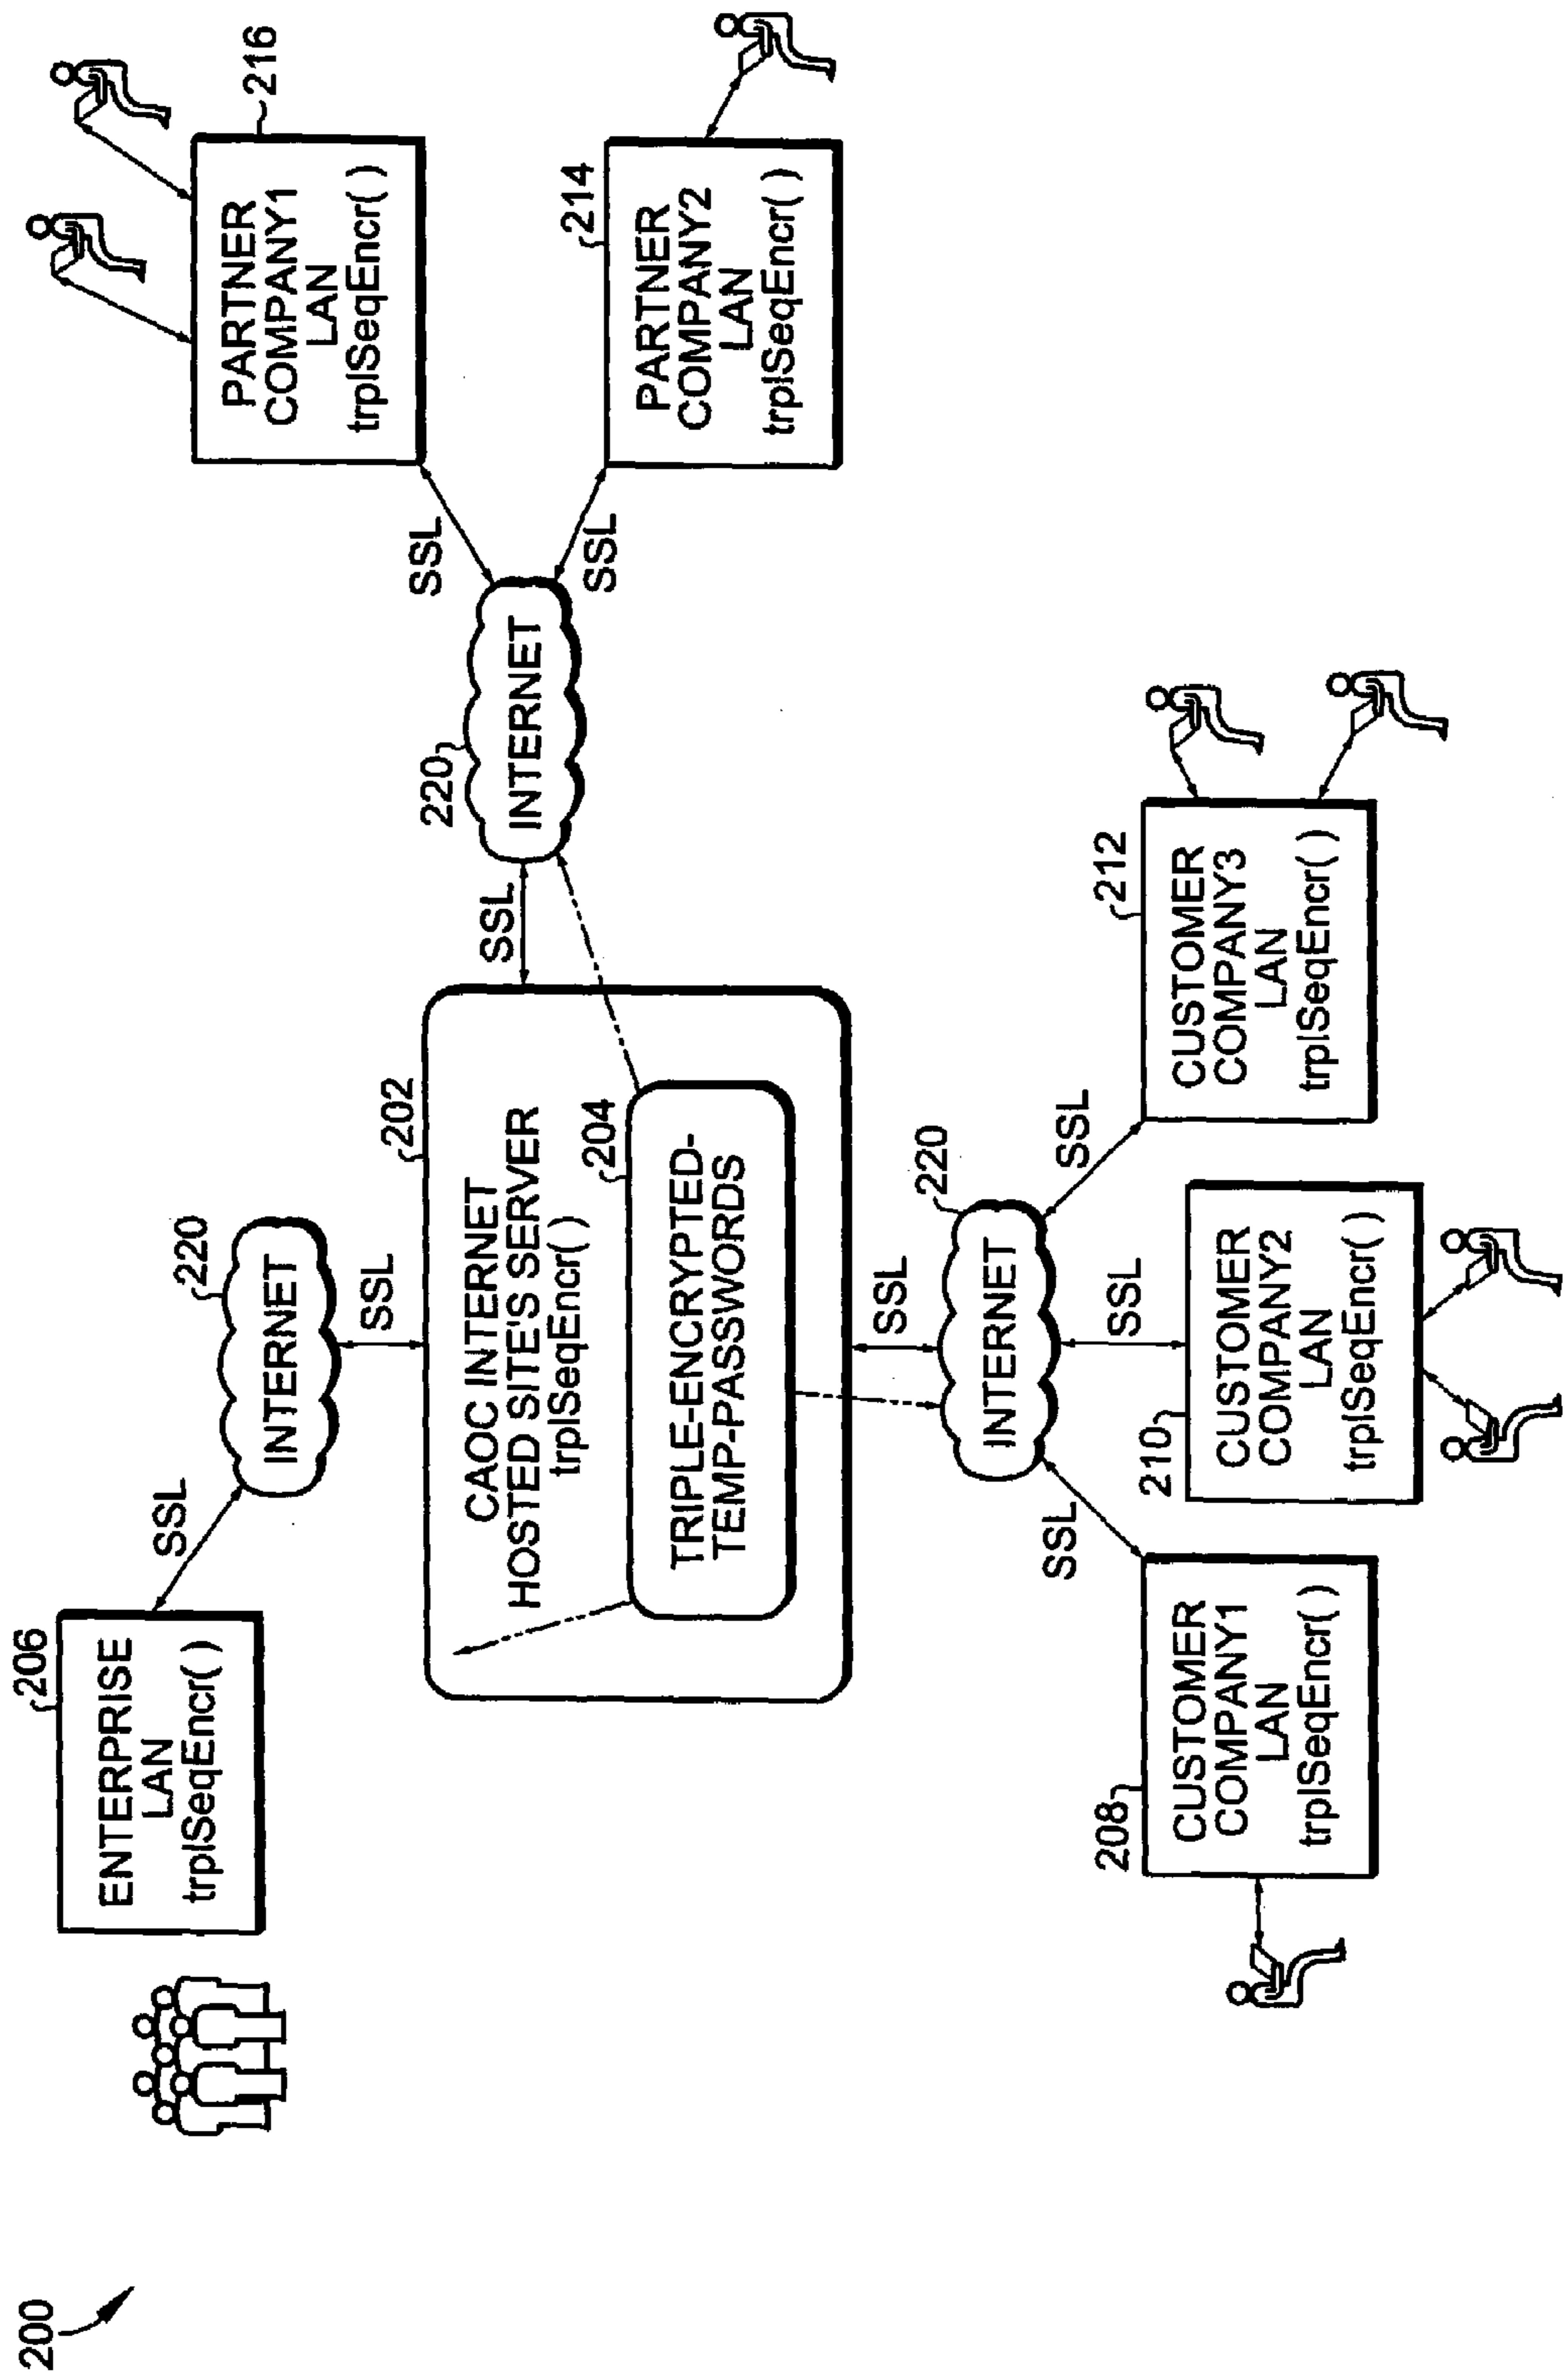 200
206
ENTERPRISE
LAN
trplSeqEncr( )
SSL
220
INTERNET
SSL
202
CAOC INTERNET
HOSTED SITE'S SERVER
trplSeqEncr( )
204
TRIPLE-ENCRYPTED-
TEMP-PASSWORDS
SSL
220
INTERNET
SSL
216
PARTNER
COMPANY1
LAN
trplSeqEncr( )
SSL
214
PARTNER
COMPANY2
LAN
trplSeqEncr( )
SSL
220
INTERNET
SSL
208
CUSTOMER
COMPANY1
LAN
trplSeqEncr( )
SSL
210
CUSTOMER
COMPANY2
LAN
trplSeqEncr( )
SSL
212
CUSTOMER
COMPANY3
LAN
trplSeqEncr( )